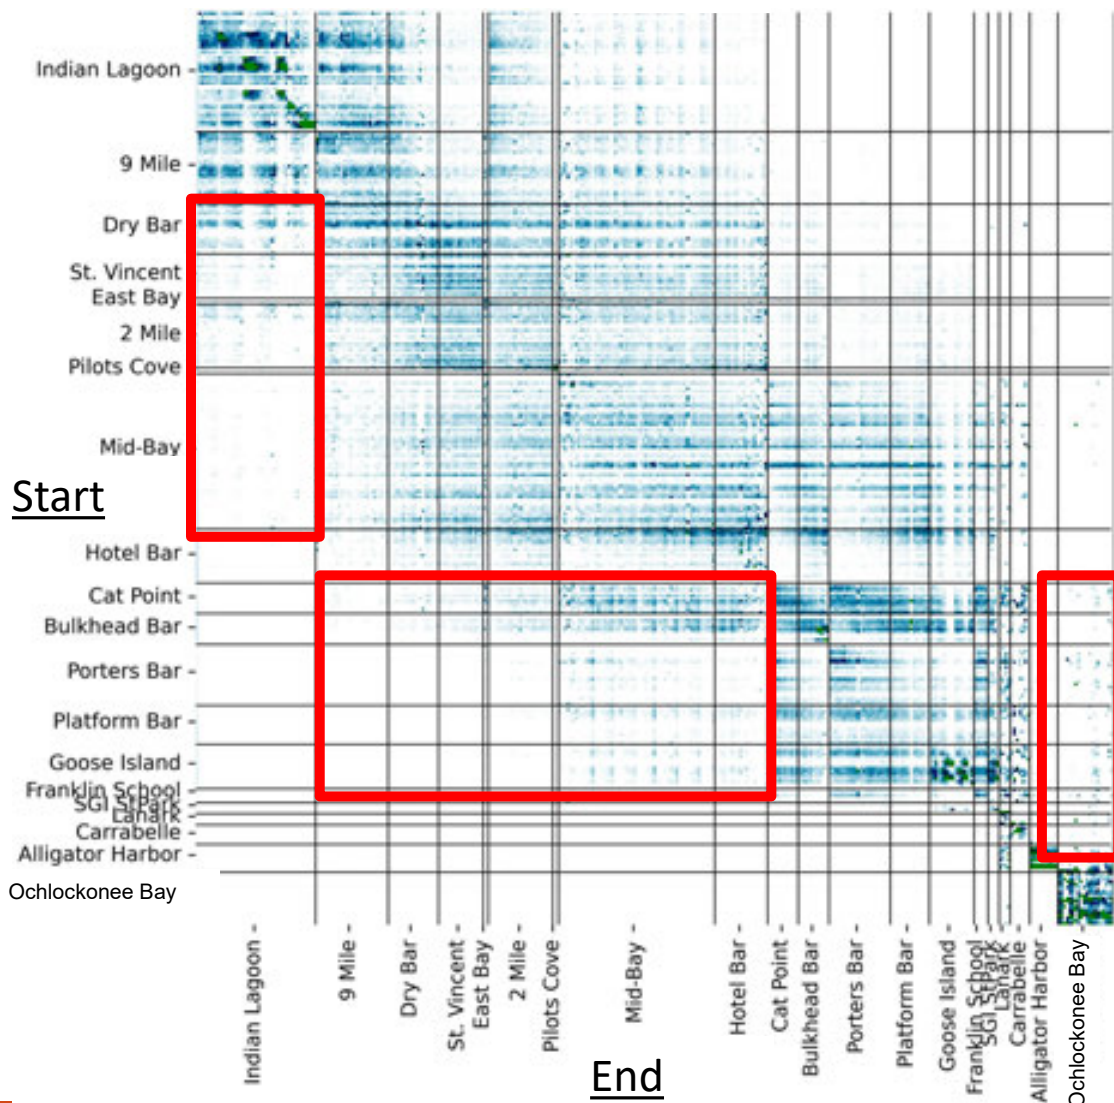 Indian Lagoon -
9 Mile -
Dry Bar -
St. Vincent
East Bay
2 Mile -
Pilots Cove
Mid-Bay
Start
Hotel Bar -
Cat Point -
Bulkhead Bar -
Porters Bar -
Platform Bar -
Goose Island -
Franklin School -
SGI StPark
Lanark -
Carrabelle -
Alligator Harbor -
Ochlockonee Bay
Indian Lagoon -
9 Mile -
Dry Bar -
St. Vincent -
East Bay
2 Mile -
Pilots Cove
Mid-Bay -
Hotel Bar -
Cat Point -
Bulkhead Bar -
Porters Bar -
Platform Bar -
Goose Island -
Franklin School
SGI StPark
Lanark
Carrabelle -
Alligator Harbor -
Ochlockonee Bay
End